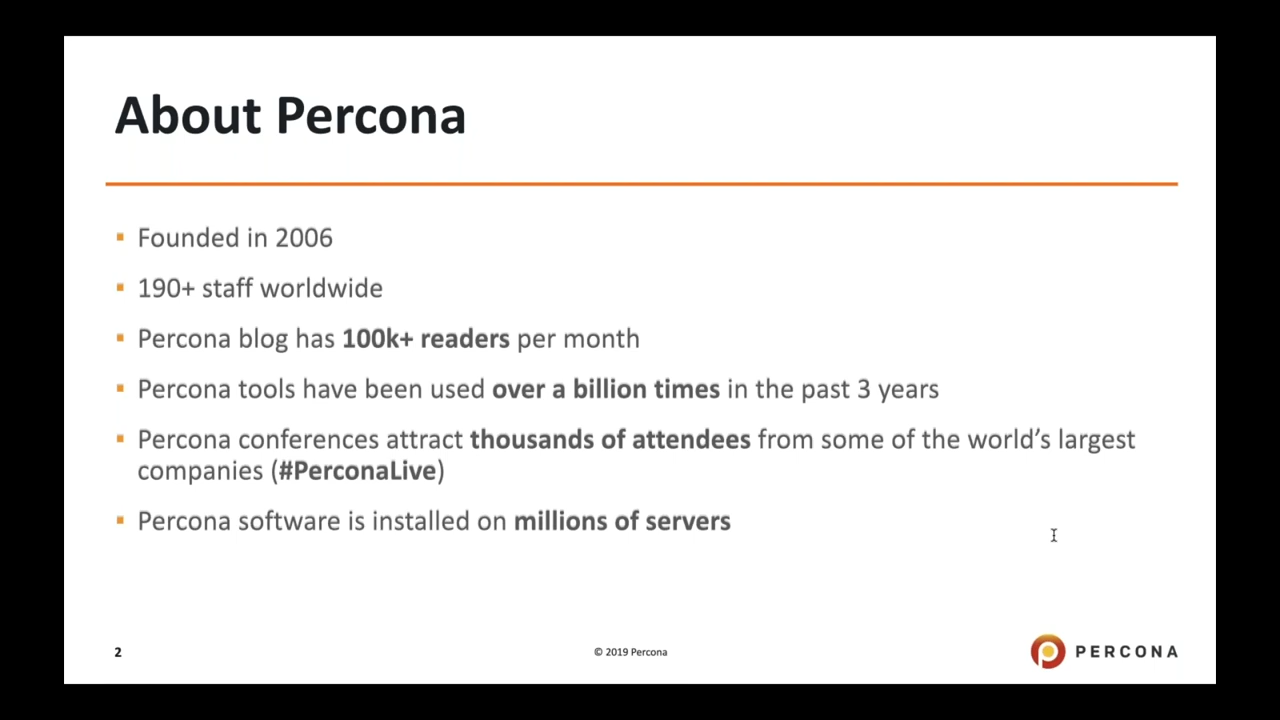 About Percona
Founded in 2006
190+ staff worldwide
Percona blog has 100k+ readers per month
Percona tools have been used over a billion times in the past 3 years
Percona conferences attract thousands of attendees from some of the world's largest
companies (#PerconaLive)
Percona software is installed on millions of servers
2
© 2019 Percona
PERCONA